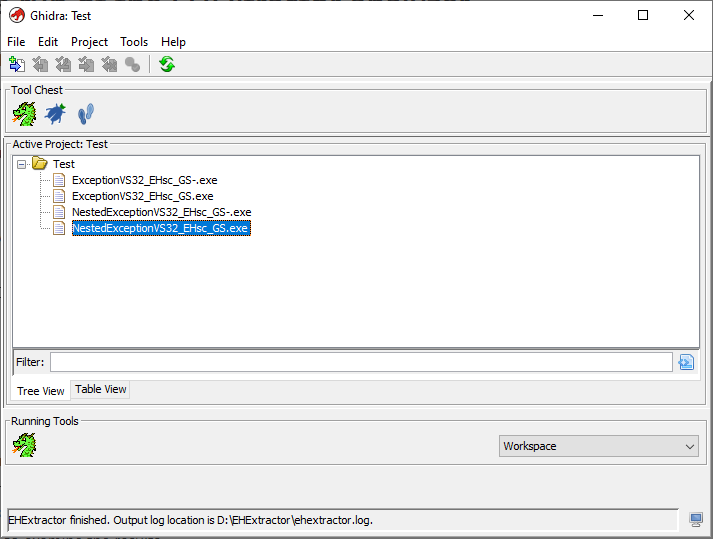 Ghidra: Test
File Edit Project Tools Help
Tool Chest
Active Project: Test
Test
ExceptionVS32_EHsc_GS-.exe
ExceptionVS32_EHsc_GS.exe
NestedExceptionVS32_EHsc_GS-.exe
NestedExceptionVS32_EHsc_GS.exe
Filter:
Tree View Table View
Running Tools
Workspace
EHExtractor finished. Output log location is D:\EHExtractor\ehextractor.log.